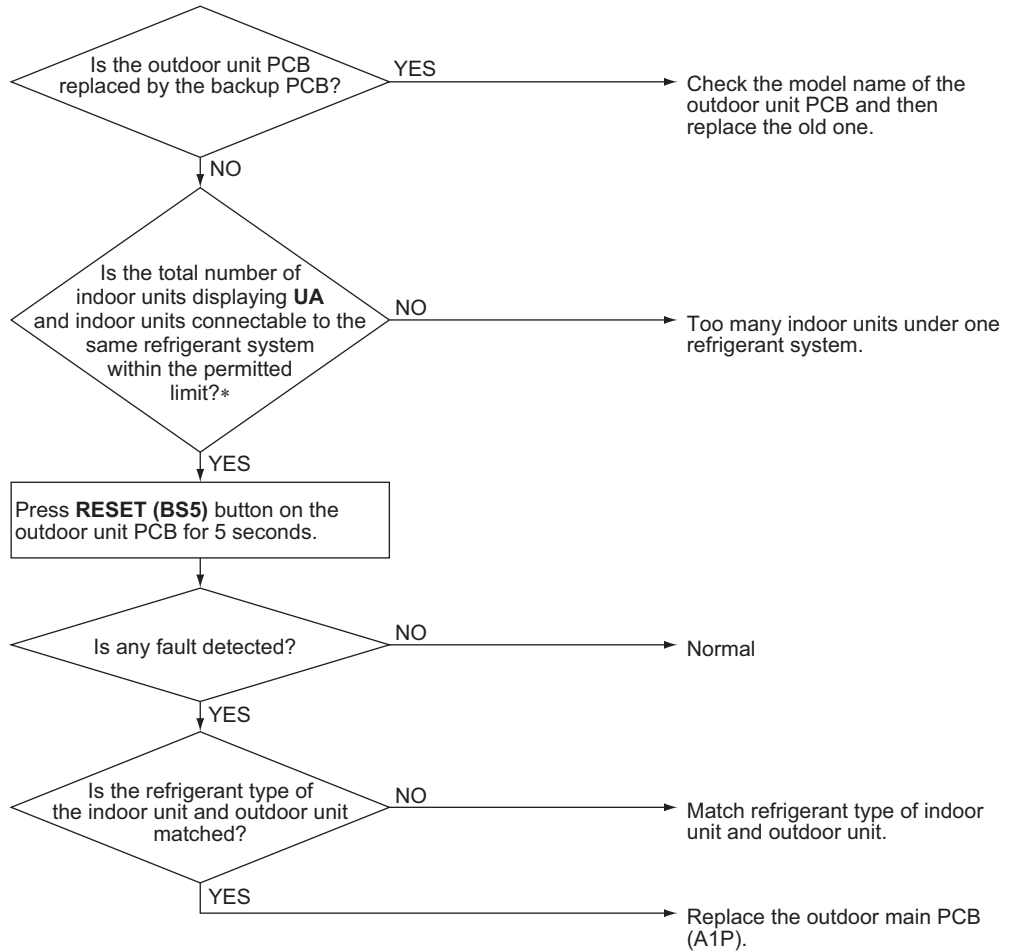 Is the outdoor unit PCB
replaced by the backup PCB?
YES
Check the model name of the
outdoor unit PCB and then
replace the old one.
NO
Is the total number of
indoor units displaying UA
and indoor units connectable to the
same refrigerant system
within the permitted
limit?*
NO
Too many indoor units under one
refrigerant system.
YES
Press RESET (BS5) button on the
outdoor unit PCB for 5 seconds.
Is any fault detected?
NO
Normal
YES
Is the refrigerant type of
the indoor unit and outdoor unit
matched?
NO
Match refrigerant type of indoor
unit and outdoor unit.
YES
Replace the outdoor main PCB
(A1P).